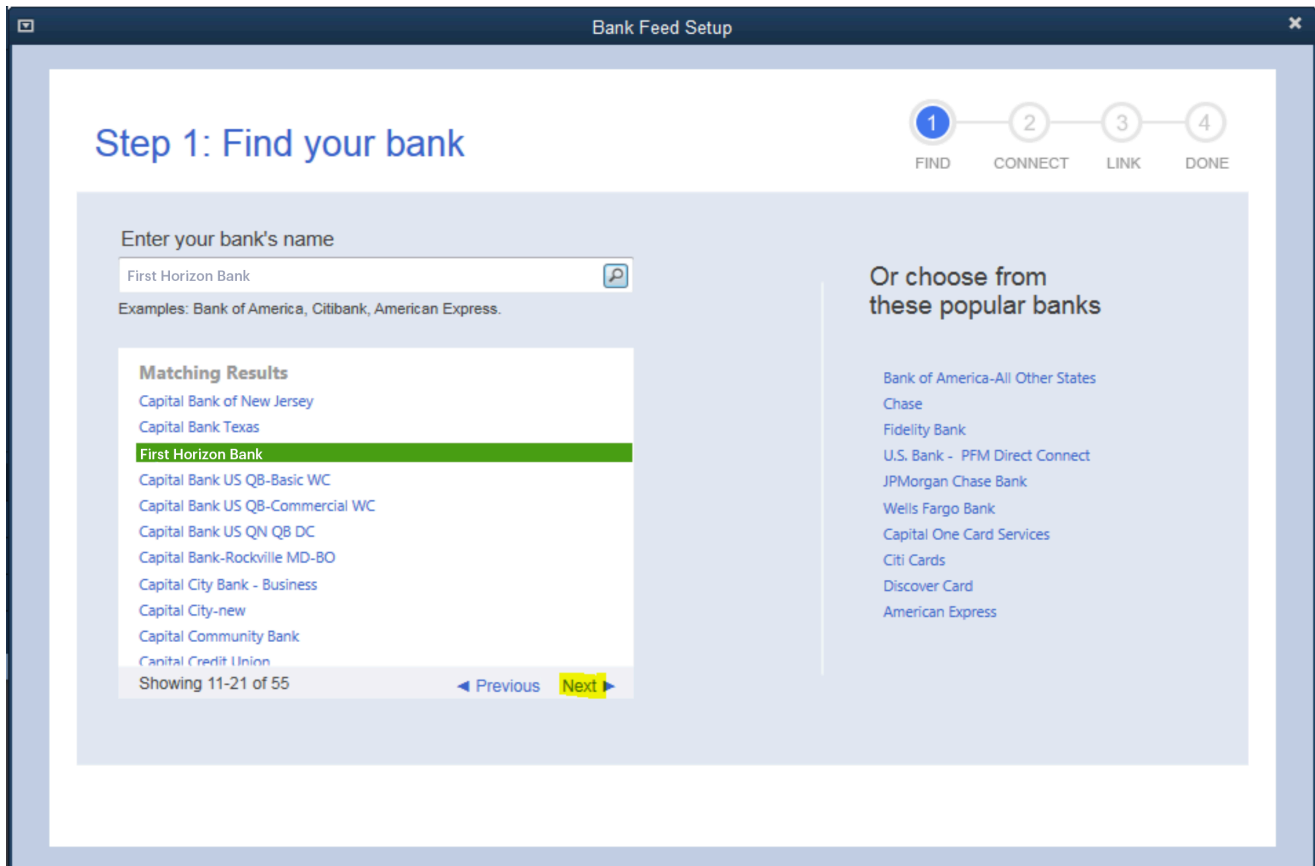 Bank Feed Setup
Step 1: Find your bank
1
2
3
4
FIND
CONNECT
LINK
DONE
Enter your bank's name
First Horizon Bank
Examples: Bank of America, Citibank, American Express.
Matching Results
Capital Bank of New Jersey
Capital Bank Texas
First Horizon Bank
Capital Bank US QB-Basic WC
Capital Bank US QB-Commercial WC
Capital Bank US QN QB DC
Capital Bank-Rockville MD-BO
Capital City Bank - Business
Capital City-new
Capital Community Bank
Capital Credit Union
Showing 11-21 of 55
◄ Previous
Next ►
Or choose from
these popular banks
Bank of America-All Other States
Chase
Fidelity Bank
U.S. Bank - PFM Direct Connect
JPMorgan Chase Bank
Wells Fargo Bank
Capital One Card Services
Citi Cards
Discover Card
American Express